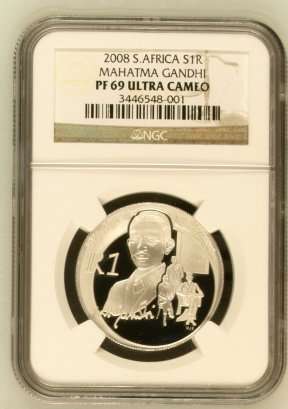 2008 S.AFRICA S1R
MAHATMA GANDHI
PF 69 ULTRA CAMEO
3446548-001
NGC
R1